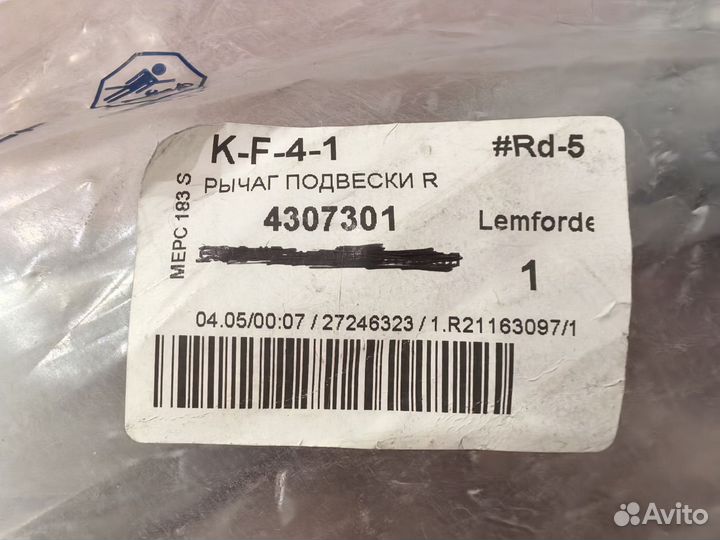 K-F-4-1 #Rd-5
РЫЧАГ ПОДВЕСКИ R
МЕРС 183 S
4307301 Lemforde
1
04.05/00:07 / 27246323 / 1.R21163097/1
Avito